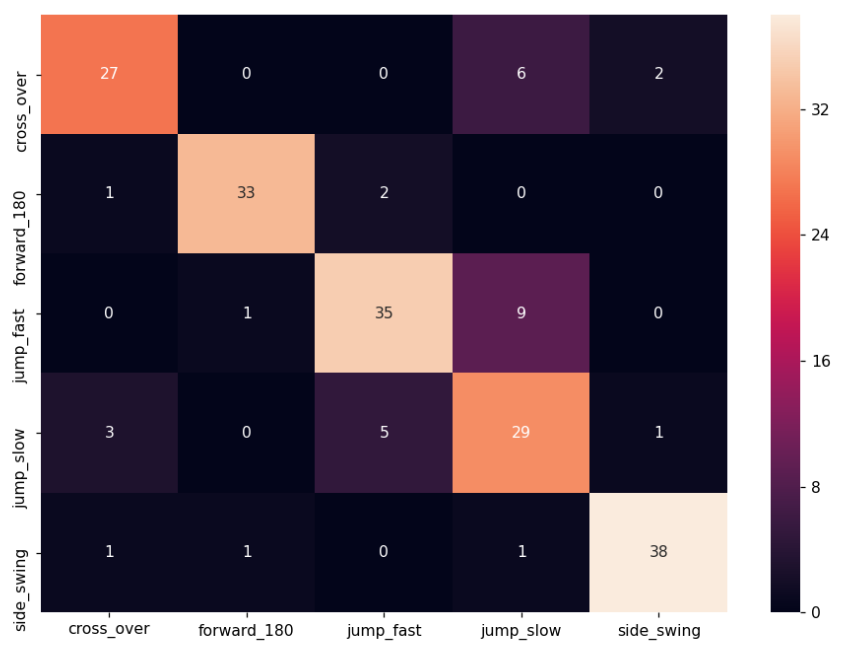 cross_over 27 0 0 6 2
forward_180 1 33 2 0 0
jump_fast 0 1 35 9 0
jump_slow 3 0 5 29 1
side_swing 1 1 0 1 38
cross_over forward_180 jump_fast jump_slow side_swing
32
24
16
8
0